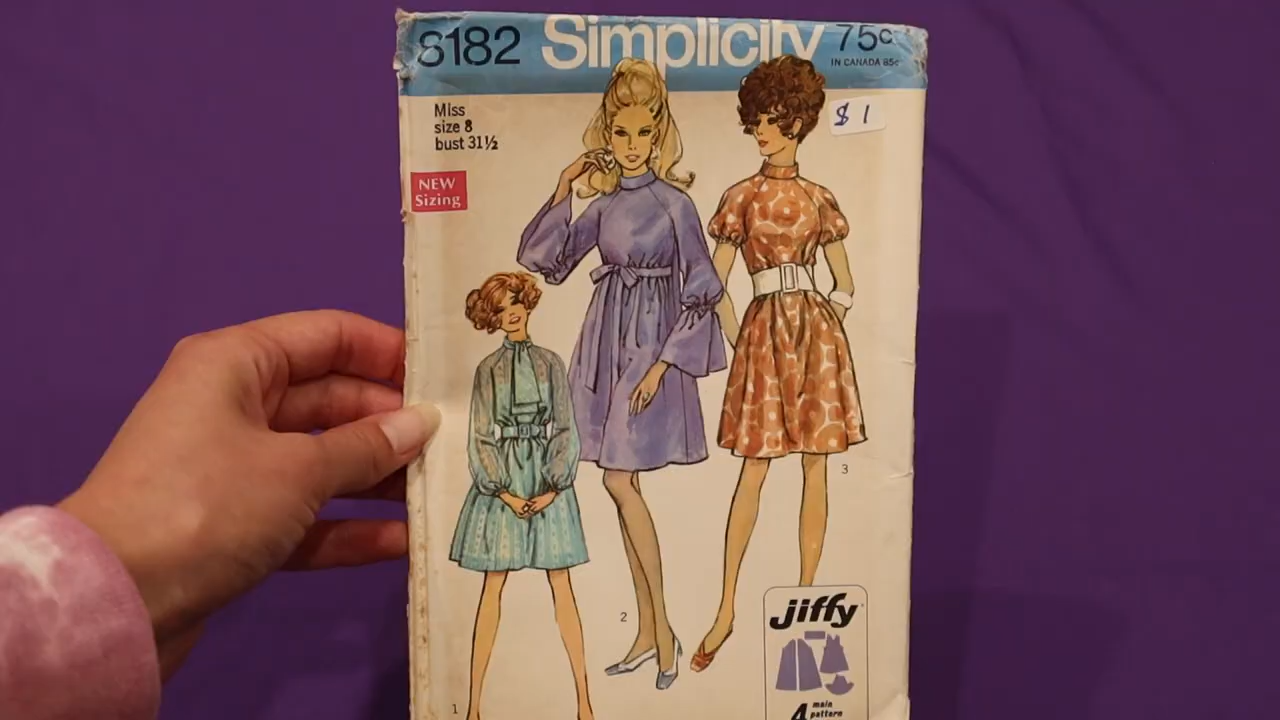 8182 Simplicity 75c
IN CANADA 85c
Miss
size 8
bust 31½
$1
NEW
Sizing
3
2
1
jiffy
4 main
pattern